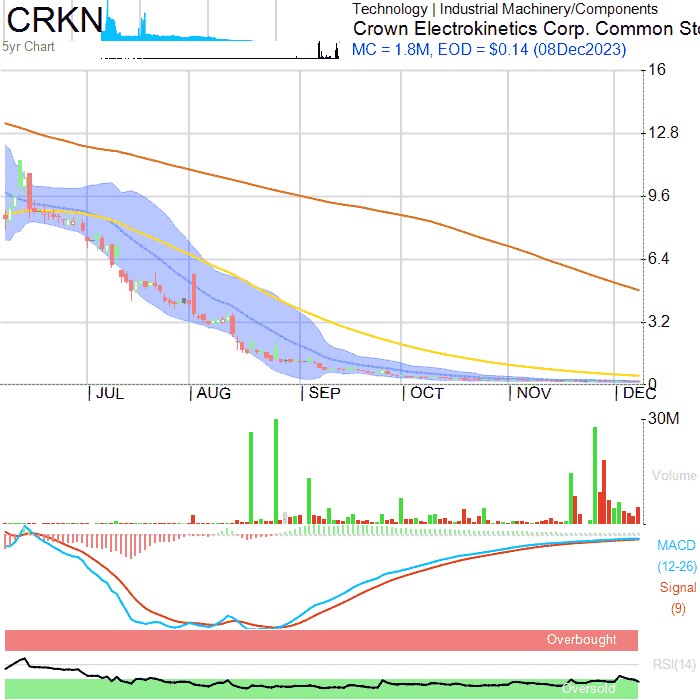 CRKN
5yr Chart
Technology | Industrial Machinery/Components
Crown Electrokinetics Corp. Common Sto
MC = 1.8M, EOD = $0.14 (08Dec2023)
16
12.8
9.6
6.4
3.2
0
JUL AUG SEP OCT NOV DEC
30M
Volume
MACD
(12-26)
Signal
(9)
Overbought
RSI(14)
Oversold